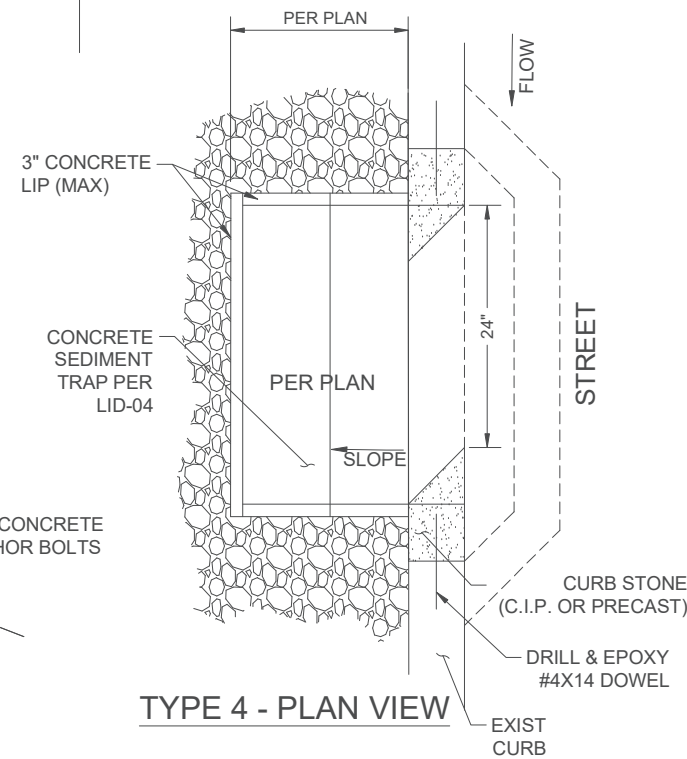 PER PLAN
FLOW
3" CONCRETE
LIP (MAX)
24"
STREET
CONCRETE
SEDIMENT
TRAP PER
LID-04
PER PLAN
SLOPE
CONCRETE
HOR BOLTS
CURB STONE
(C.I.P. OR PRECAST)
DRILL & EPOXY
#4X14 DOWEL
TYPE 4 - PLAN VIEW
EXIST
CURB